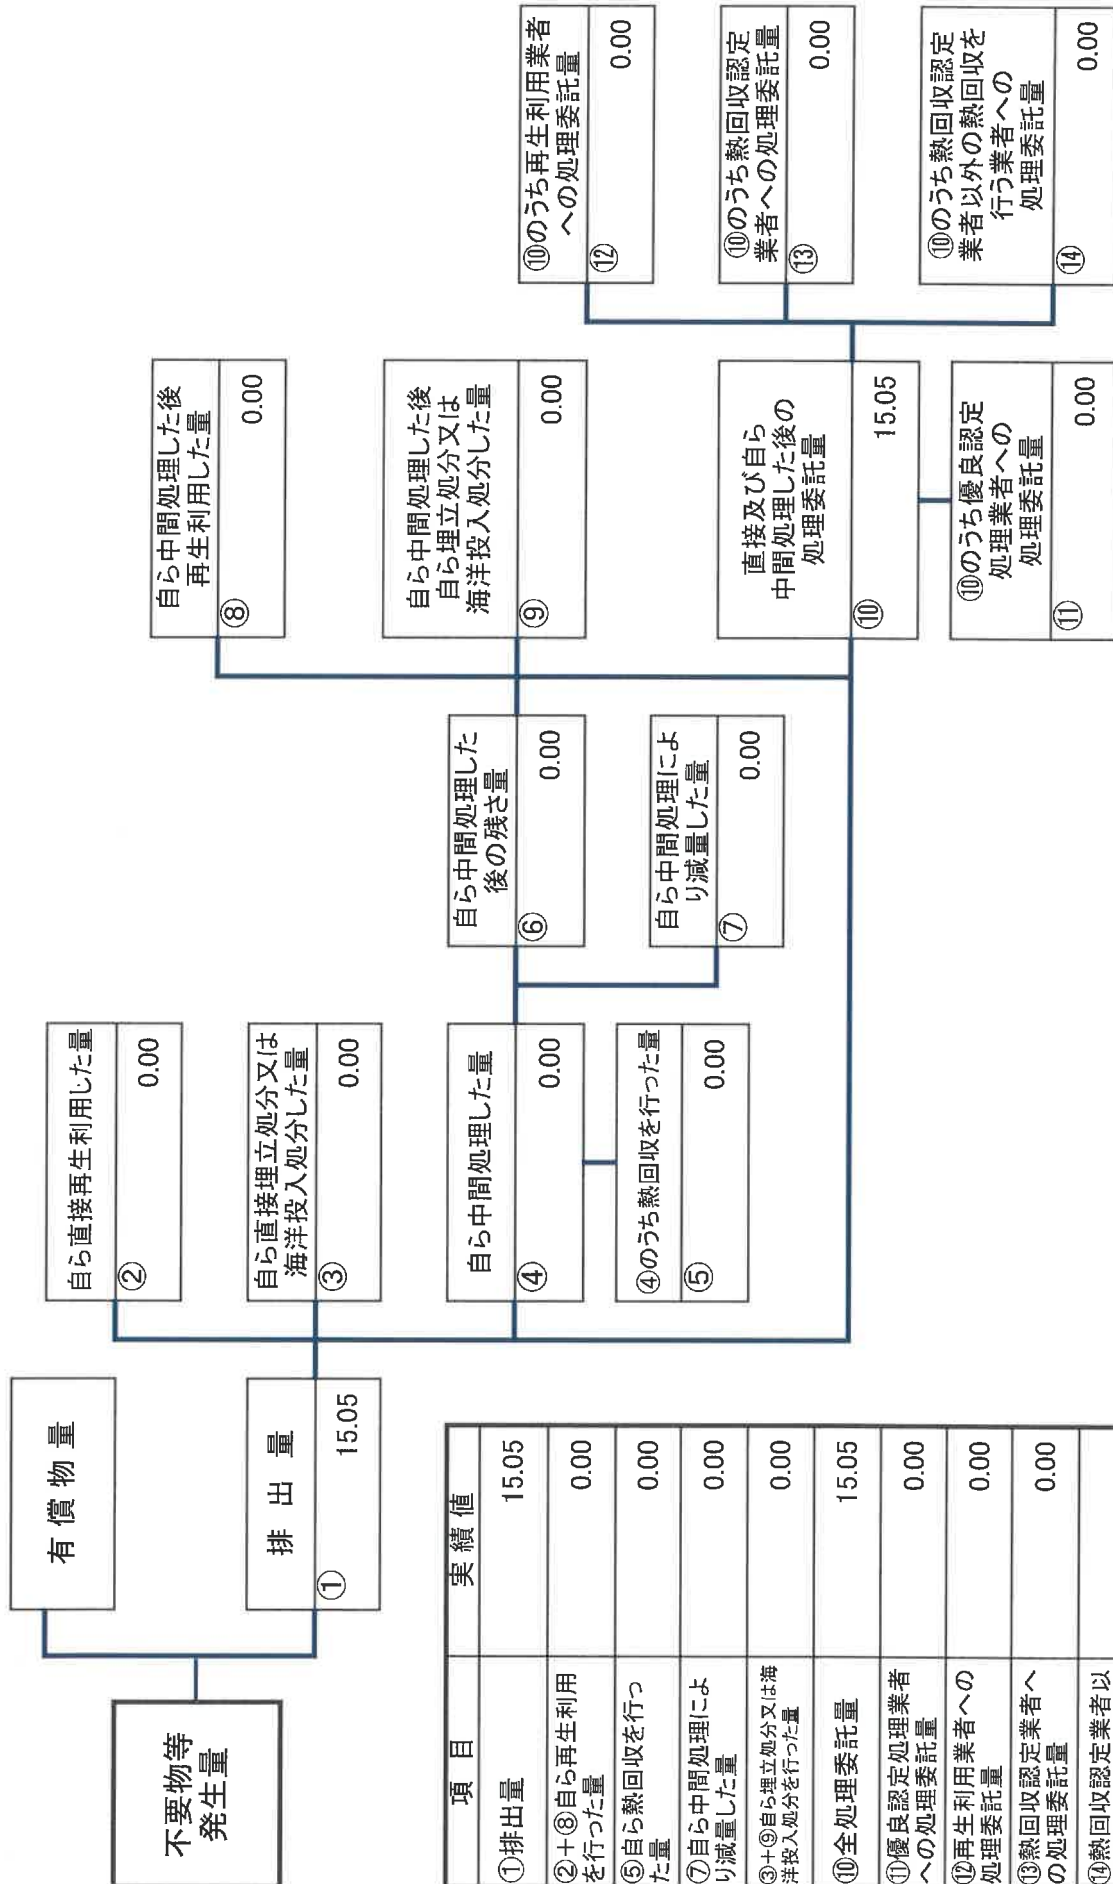 不要物等
発生量
有償物量
排出量
①
15.05
自ら直接再生利用した量
②
0.00
自ら直接埋立処分又は
海洋投入処分した量
③
0.00
自ら中間処理した量
④
0.00
④のうち熱回収を行った量
⑤
0.00
自ら中間処理した
後の残さ量
⑥
0.00
自ら中間処理によ
り減量した量
⑦
0.00
自ら中間処理した後
再生利用した量
⑧
0.00
自ら中間処理した後
自ら埋立処分又は
海洋投入処分した量
⑨
0.00
直接及び自ら
中間処理した後の
処理委託量
⑩
15.05
⑩のうち優良認定
処理業者への
処理委託量
⑪
0.00
⑩のうち再生利用業者
への処理委託量
⑫
0.00
⑩のうち熱回収認定
業者への処理委託量
⑬
0.00
⑩のうち熱回収認定
業者以外の熱回収を
行う業者への
処理委託量
⑭
0.00
項目 実績値
①排出量 15.05
②+⑧自ら再生利用
を行った量 0.00
⑤自ら熱回収を行っ
た量 0.00
⑦自ら中間処理によ
り減量した量 0.00
③+⑨自ら埋立処分又は海
洋投入処分を行った量 0.00
⑩全処理委託量 15.05
⑪優良認定処理業者
への処理委託量 0.00
⑫再生利用業者への
処理委託量 0.00
⑬熱回収認定業者へ
の処理委託量 0.00
⑭熱回収認定業者以